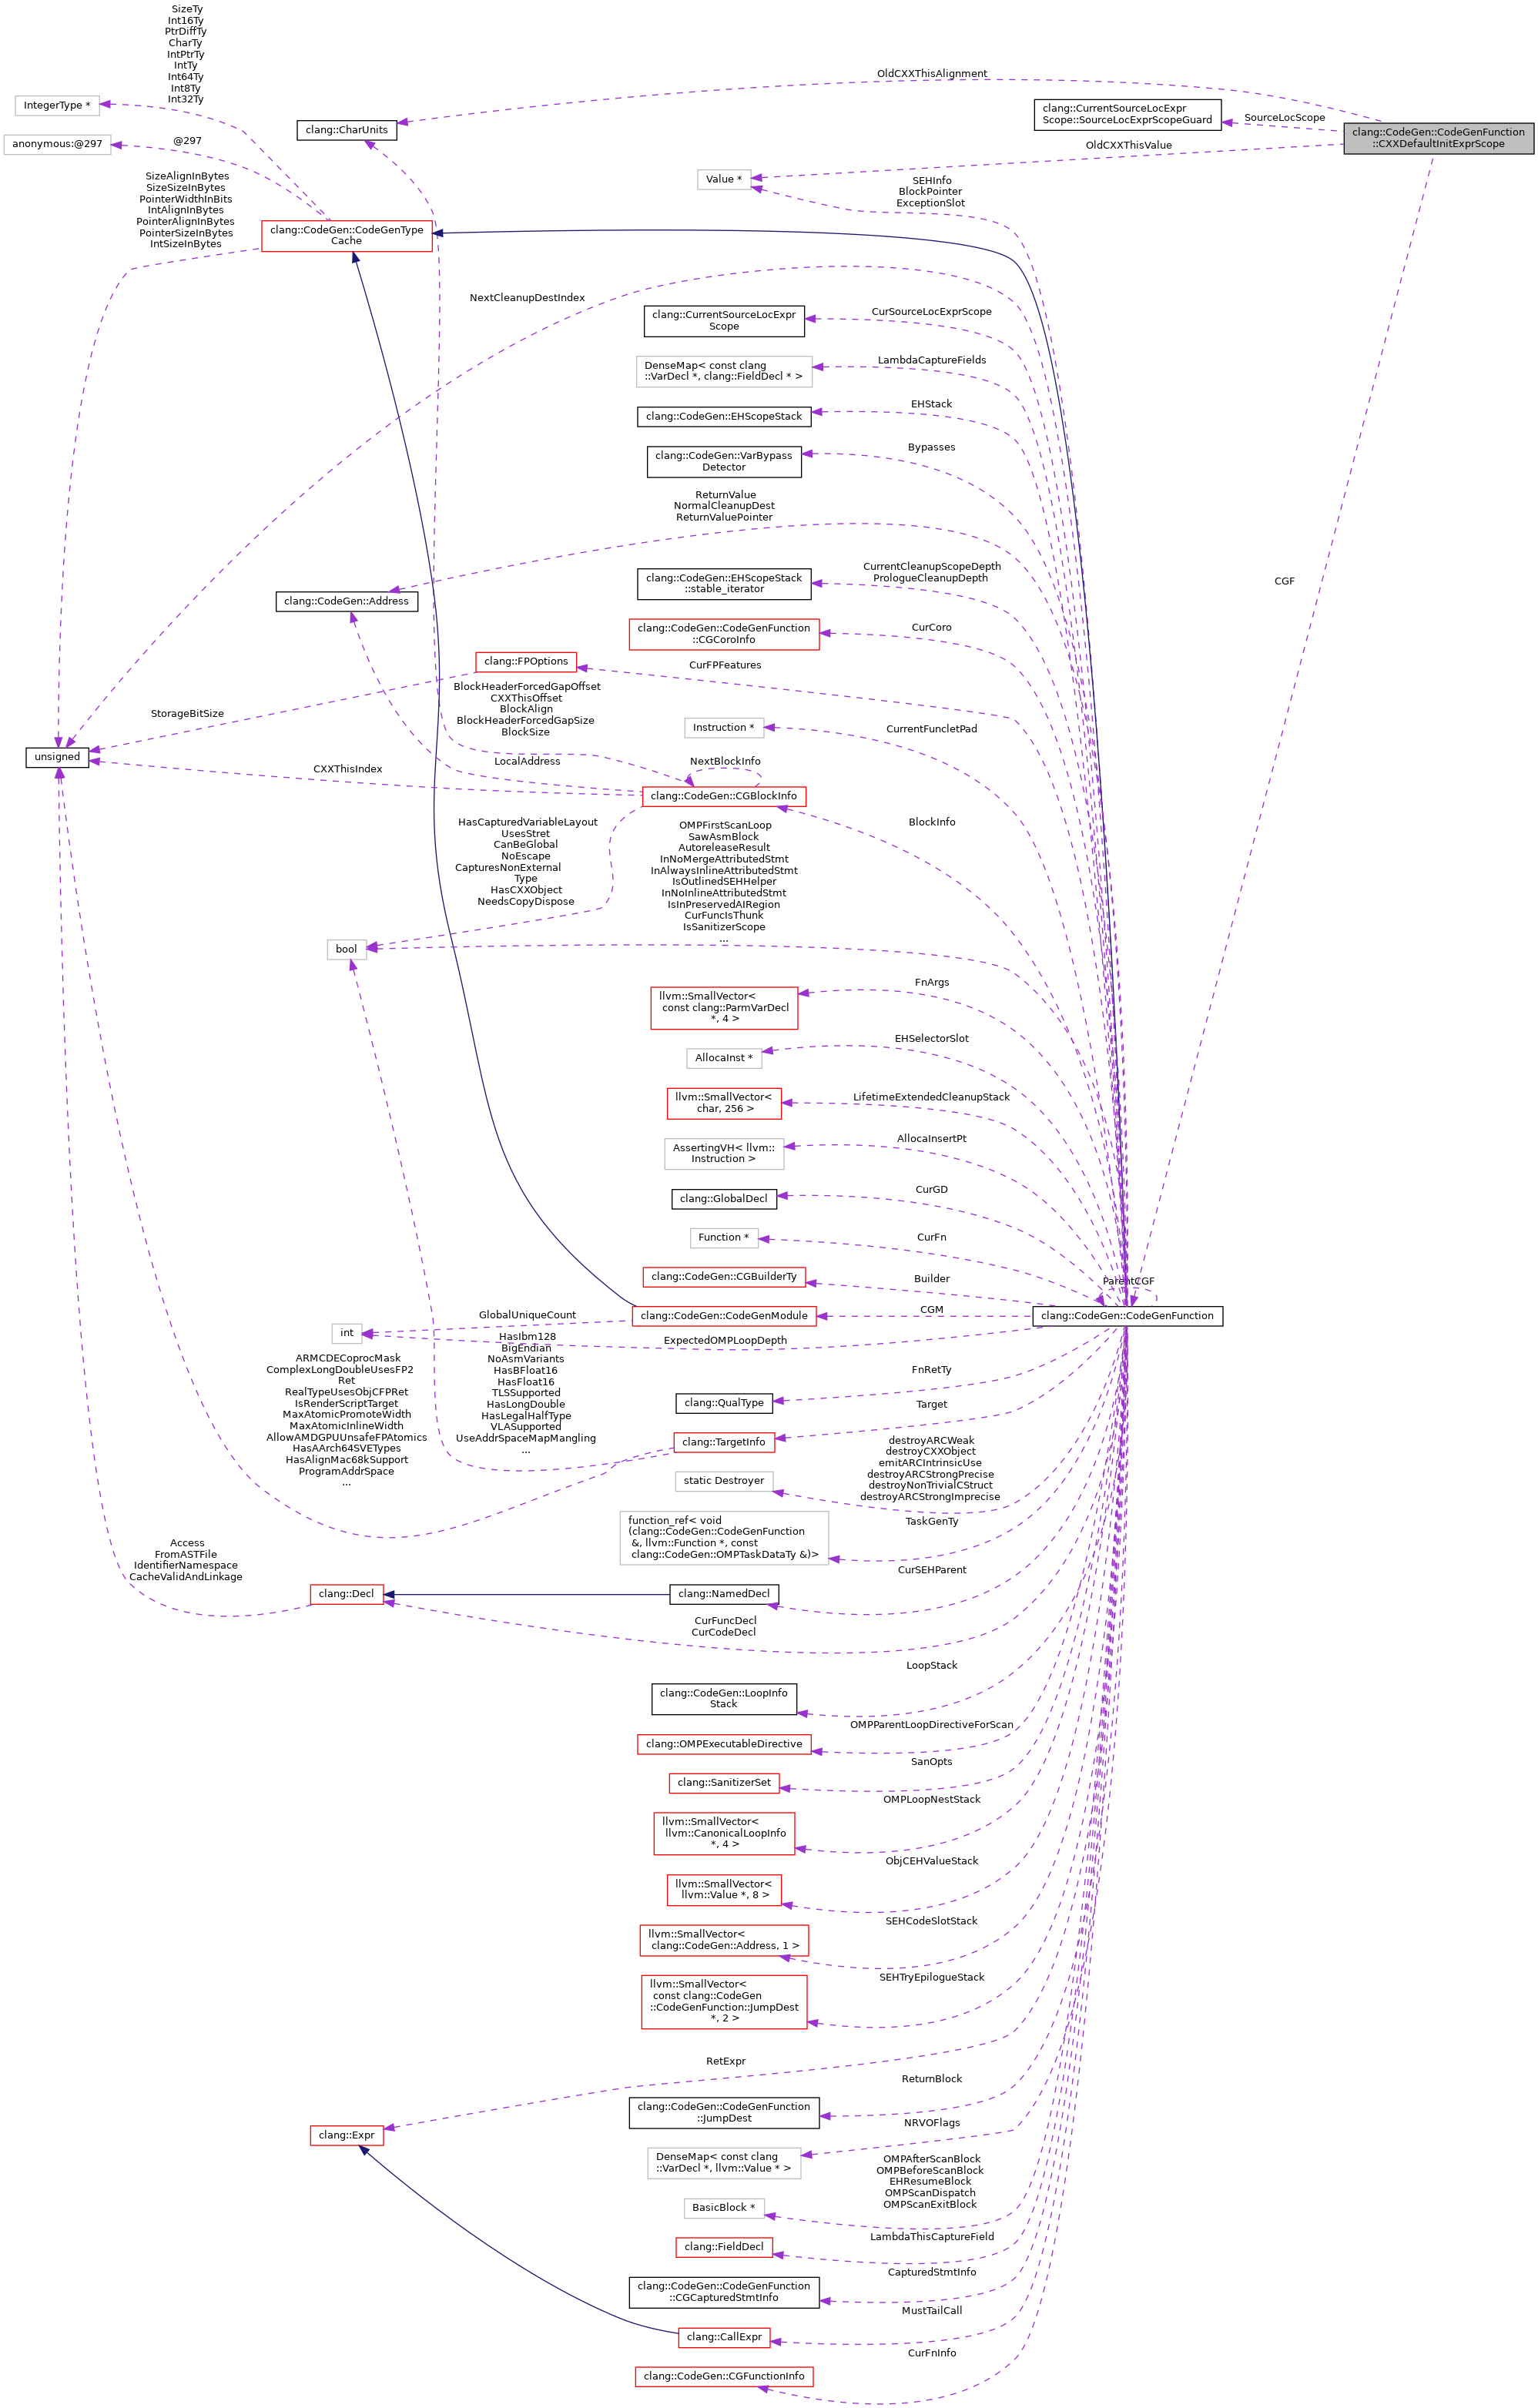 SizeTy
Int16Ty
PtrDiffTy
CharTy
IntPtrTy
IntTy
Int64Ty
Int8Ty
Int32Ty
IntegerType *
anonymous:@297
@297
clang::CharUnits
OldCXXThisAlignment
clang::CurrentSourceLocExpr
Scope::SourceLocExprScopeGuard
SourceLocScope
clang::CodeGen::CodeGenFunction
::CXXDefaultInitExprScope
OldCXXThisValue
Value *
SEHInfo
BlockPointer
ExceptionSlot
SizeAlignInBytes
SizeSizeInBytes
PointerWidthInBits
IntAlignInBytes
PointerAlignInBytes
PointerSizeInBytes
IntSizeInBytes
clang::CodeGen::CodeGenType
Cache
NextCleanupDestIndex
clang::CurrentSourceLocExpr
Scope
CurSourceLocExprScope
DenseMap< const clang
::VarDecl *, clang::FieldDecl * >
LambdaCaptureFields
clang::CodeGen::EHScopeStack
EHStack
clang::CodeGen::VarBypass
Detector
Bypasses
ReturnValue
NormalCleanupDest
ReturnValuePointer
clang::CodeGen::EHScopeStack
::stable_iterator
CurrentCleanupScopeDepth
PrologueCleanupDepth
CGF
clang::CodeGen::Address
clang::CodeGen::CodeGenFunction
::CGCoroInfo
CurCoro
clang::FPOptions
CurFPFeatures
BlockHeaderForcedGapOffset
CXXThisOffset
BlockAlign
BlockHeaderForcedGapSize
BlockSize
StorageBitSize
Instruction *
CurrentFuncletPad
unsigned
CXXThisIndex
LocalAddress
NextBlockInfo
clang::CodeGen::CGBlockInfo
BlockInfo
HasCapturedVariableLayout
UsesStret
CanBeGlobal
NoEscape
CapturesNonExternal
Type
HasCXXObject
NeedsCopyDispose
OMPFirstScanLoop
SawAsmBlock
AutoreleaseResult
InNoMergeAttributedStmt
InAlwaysInlineAttributedStmt
IsOutlinedSEHHelper
InNoInlineAttributedStmt
IsInPreservedAIRegion
CurFuncIsThunk
IsSanitizerScope
...
bool
llvm::SmallVector<
const clang::ParmVarDecl
*, 4 >
FnArgs
AllocaInst *
EHSelectorSlot
llvm::SmallVector<
char, 256 >
LifetimeExtendedCleanupStack
AssertingVH< llvm::
Instruction >
AllocaInsertPt
clang::GlobalDecl
CurGD
Function *
CurFn
clang::CodeGen::CGBuilderTy
Builder
ParentCGF
clang::CodeGen::CodeGenModule
CGM
clang::CodeGen::CodeGenFunction
GlobalUniqueCount
int
ExpectedOMPLoopDepth
HasIbm128
BigEndian
NoAsmVariants
HasBFloat16
HasFloat16
TLSSupported
HasLongDouble
HasLegalHalfType
VLASupported
UseAddrSpaceMapMangling
...
ARMCDECoprocMask
ComplexLongDoubleUsesFP2
Ret
RealTypeUsesObjCFPRet
IsRenderScriptTarget
MaxAtomicPromoteWidth
MaxAtomicInlineWidth
AllowAMDGPUUnsafeFPAtomics
HasAArch64SVETypes
HasAlignMac68kSupport
ProgramAddrSpace
...
clang::QualType
FnRetTy
clang::TargetInfo
Target
static Destroyer
destroyARCWeak
destroyCXXObject
emitARCIntrinsicUse
destroyARCStrongPrecise
destroyNonTrivialCStruct
destroyARCStrongImprecise
function_ref< void
(clang::CodeGen::CodeGenFunction
&, llvm::Function *, const
clang::CodeGen::OMPTaskDataTy &)>
TaskGenTy
Access
FromASTFile
IdentifierNamespace
CacheValidAndLinkage
clang::Decl
clang::NamedDecl
CurSEHParent
CurFuncDecl
CurCodeDecl
clang::CodeGen::LoopInfo
Stack
LoopStack
clang::OMPExecutableDirective
OMPParentLoopDirectiveForScan
clang::SanitizerSet
SanOpts
llvm::SmallVector<
llvm::CanonicalLoopInfo
*, 4 >
OMPLoopNestStack
llvm::SmallVector<
llvm::Value *, 8 >
ObjCEHValueStack
llvm::SmallVector<
clang::CodeGen::Address, 1 >
SEHCodeSlotStack
llvm::SmallVector<
const clang::CodeGen
::CodeGenFunction::JumpDest
*, 2 >
SEHTryEpilogueStack
RetExpr
clang::Expr
clang::CodeGen::CodeGenFunction
::JumpDest
ReturnBlock
DenseMap< const clang
::VarDecl *, llvm::Value * >
NRVOFlags
BasicBlock *
OMPAfterScanBlock
OMPBeforeScanBlock
EHResumeBlock
OMPScanDispatch
OMPScanExitBlock
clang::FieldDecl
LambdaThisCaptureField
clang::CodeGen::CodeGenFunction
::CGCapturedStmtInfo
CapturedStmtInfo
clang::CallExpr
MustTailCall
clang::CodeGen::CGFunctionInfo
CurFnInfo